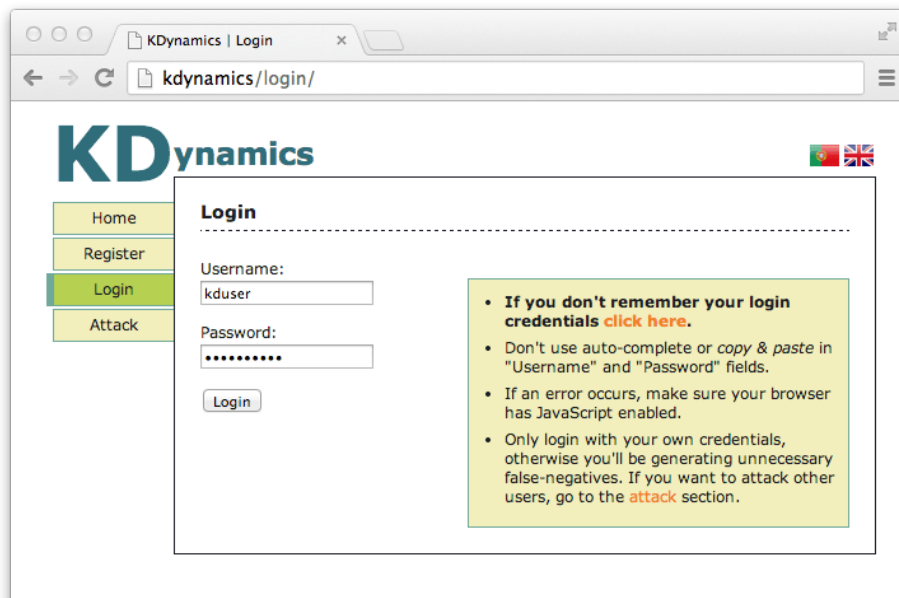 KDynamics | Login
kdynamics/login/
KDynamics
Home
Register
Login
Attack
Login
Username:
kduser
Password:
••••••••••
Login
• If you don't remember your login
credentials click here.
• Don't use auto-complete or copy & paste in
"Username" and "Password" fields.
• If an error occurs, make sure your browser
has JavaScript enabled.
• Only login with your own credentials,
otherwise you'll be generating unnecessary
false-negatives. If you want to attack other
users, go to the attack section.